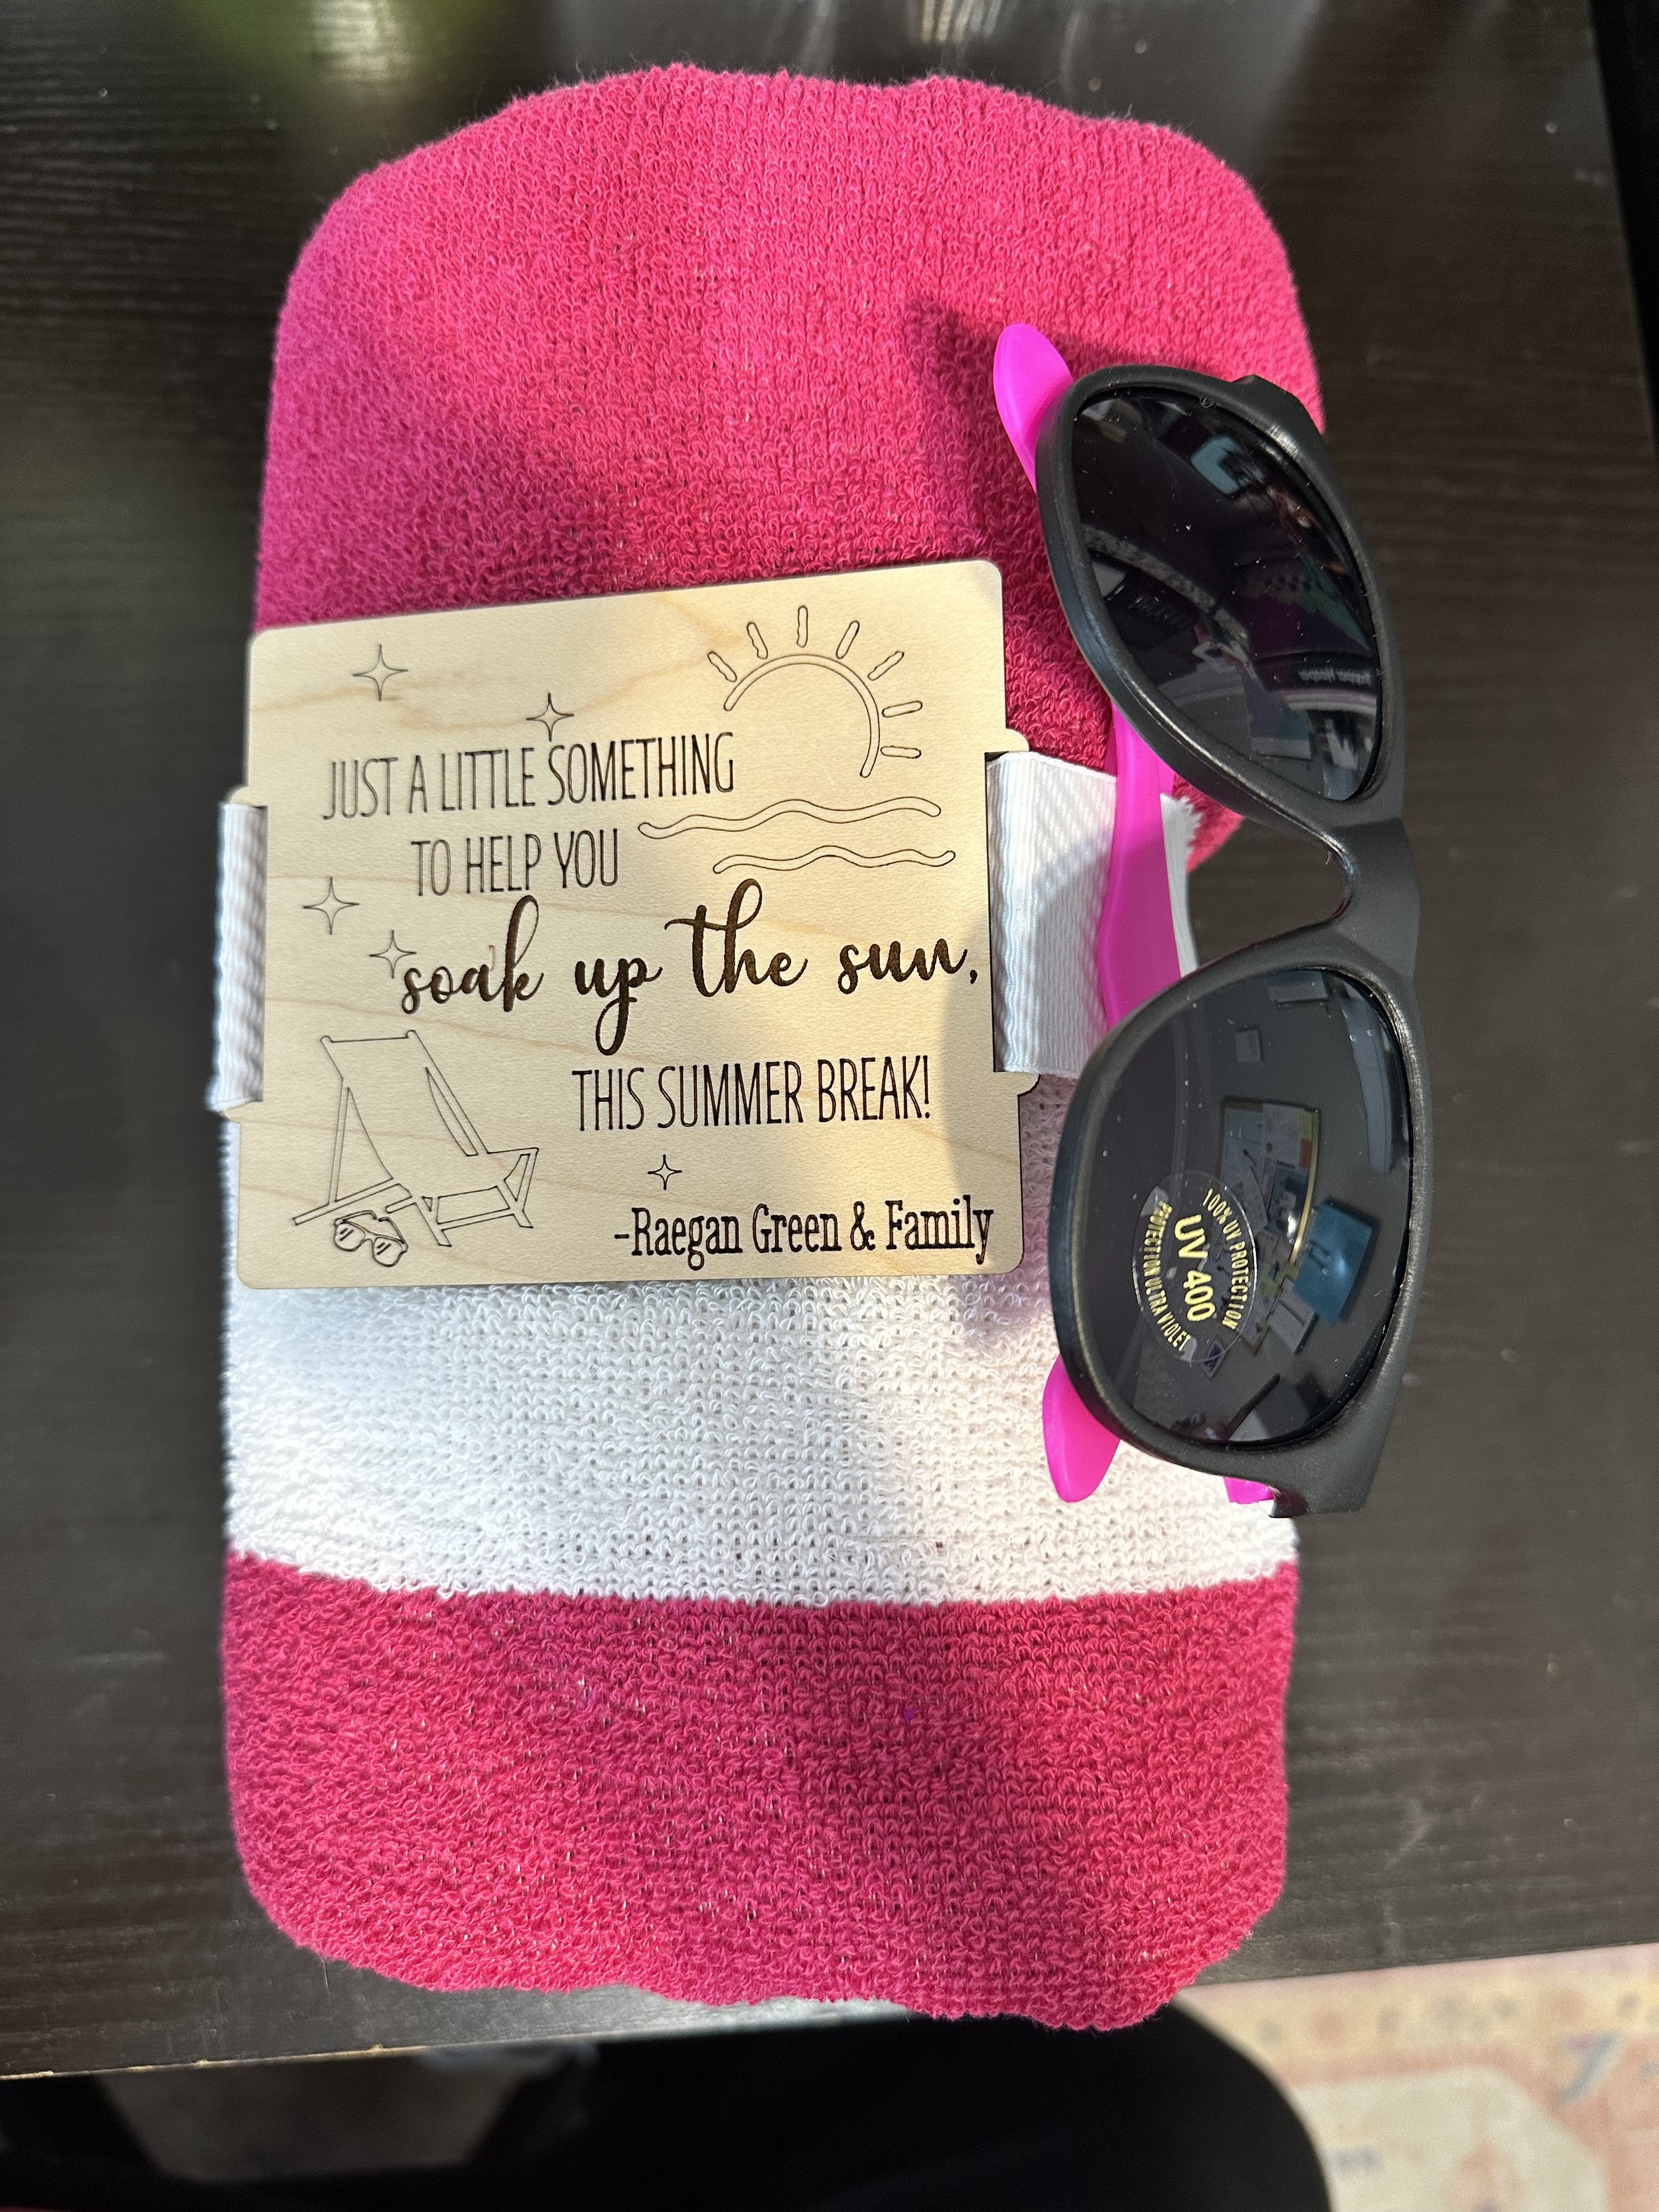 JUST A LITTLE SOMETHING
TO HELP YOU
soak up the sun,
THIS SUMMER BREAK!
-Raegan Green & Family
100% UV PROTECTION
UV 400
PROTECTION ULTRA VIOLET